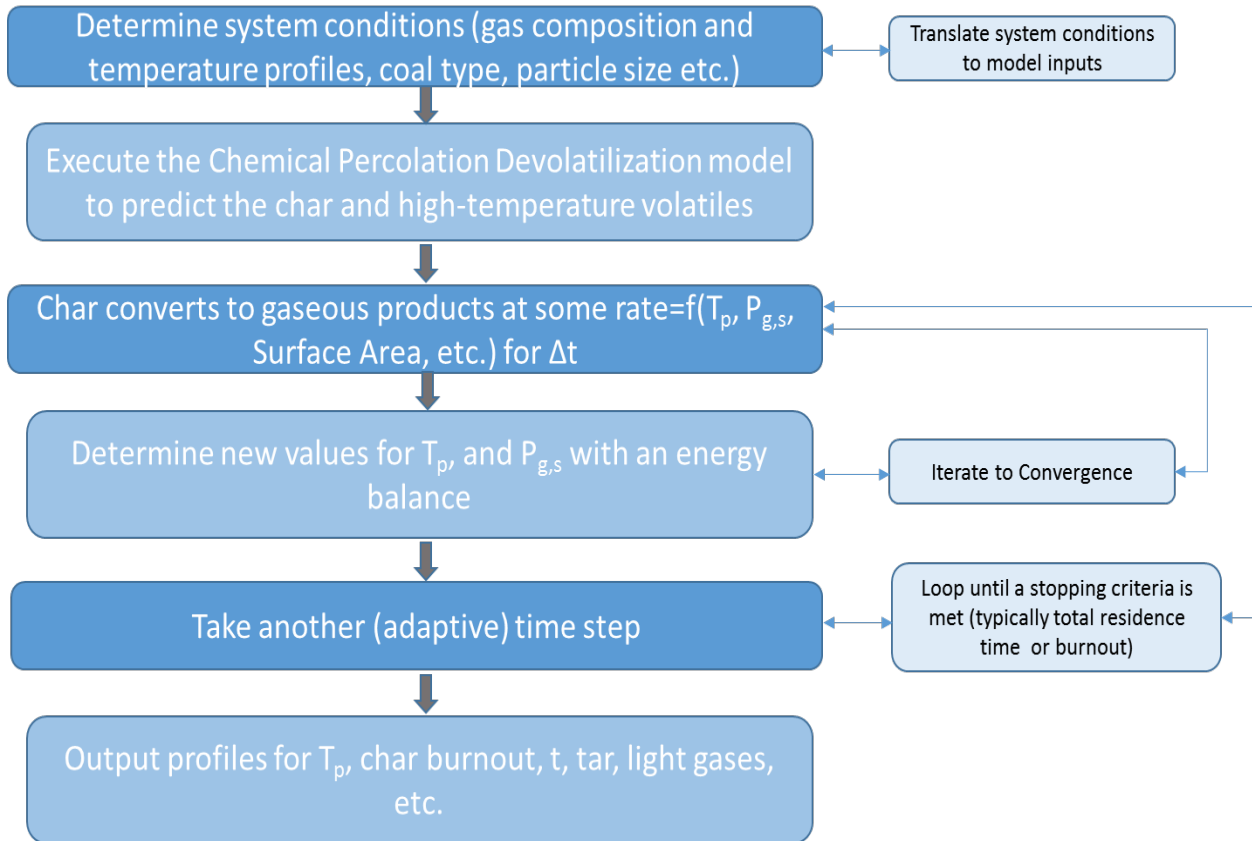 Determine system conditions (gas composition and
temperature profiles, coal type, particle size etc.)
Translate system conditions
to model inputs
Execute the Chemical Percolation Devolatilization model
to predict the char and high-temperature volatiles
Char converts to gaseous products at some rate=f(Tp, Pg,s,
Surface Area, etc.) for Δt
Determine new values for Tp, and Pg,s with an energy
balance
Iterate to Convergence
Take another (adaptive) time step
Loop until a stopping criteria is
met (typically total residence
time or burnout)
Output profiles for Tp, char burnout, t, tar, light gases,
etc.